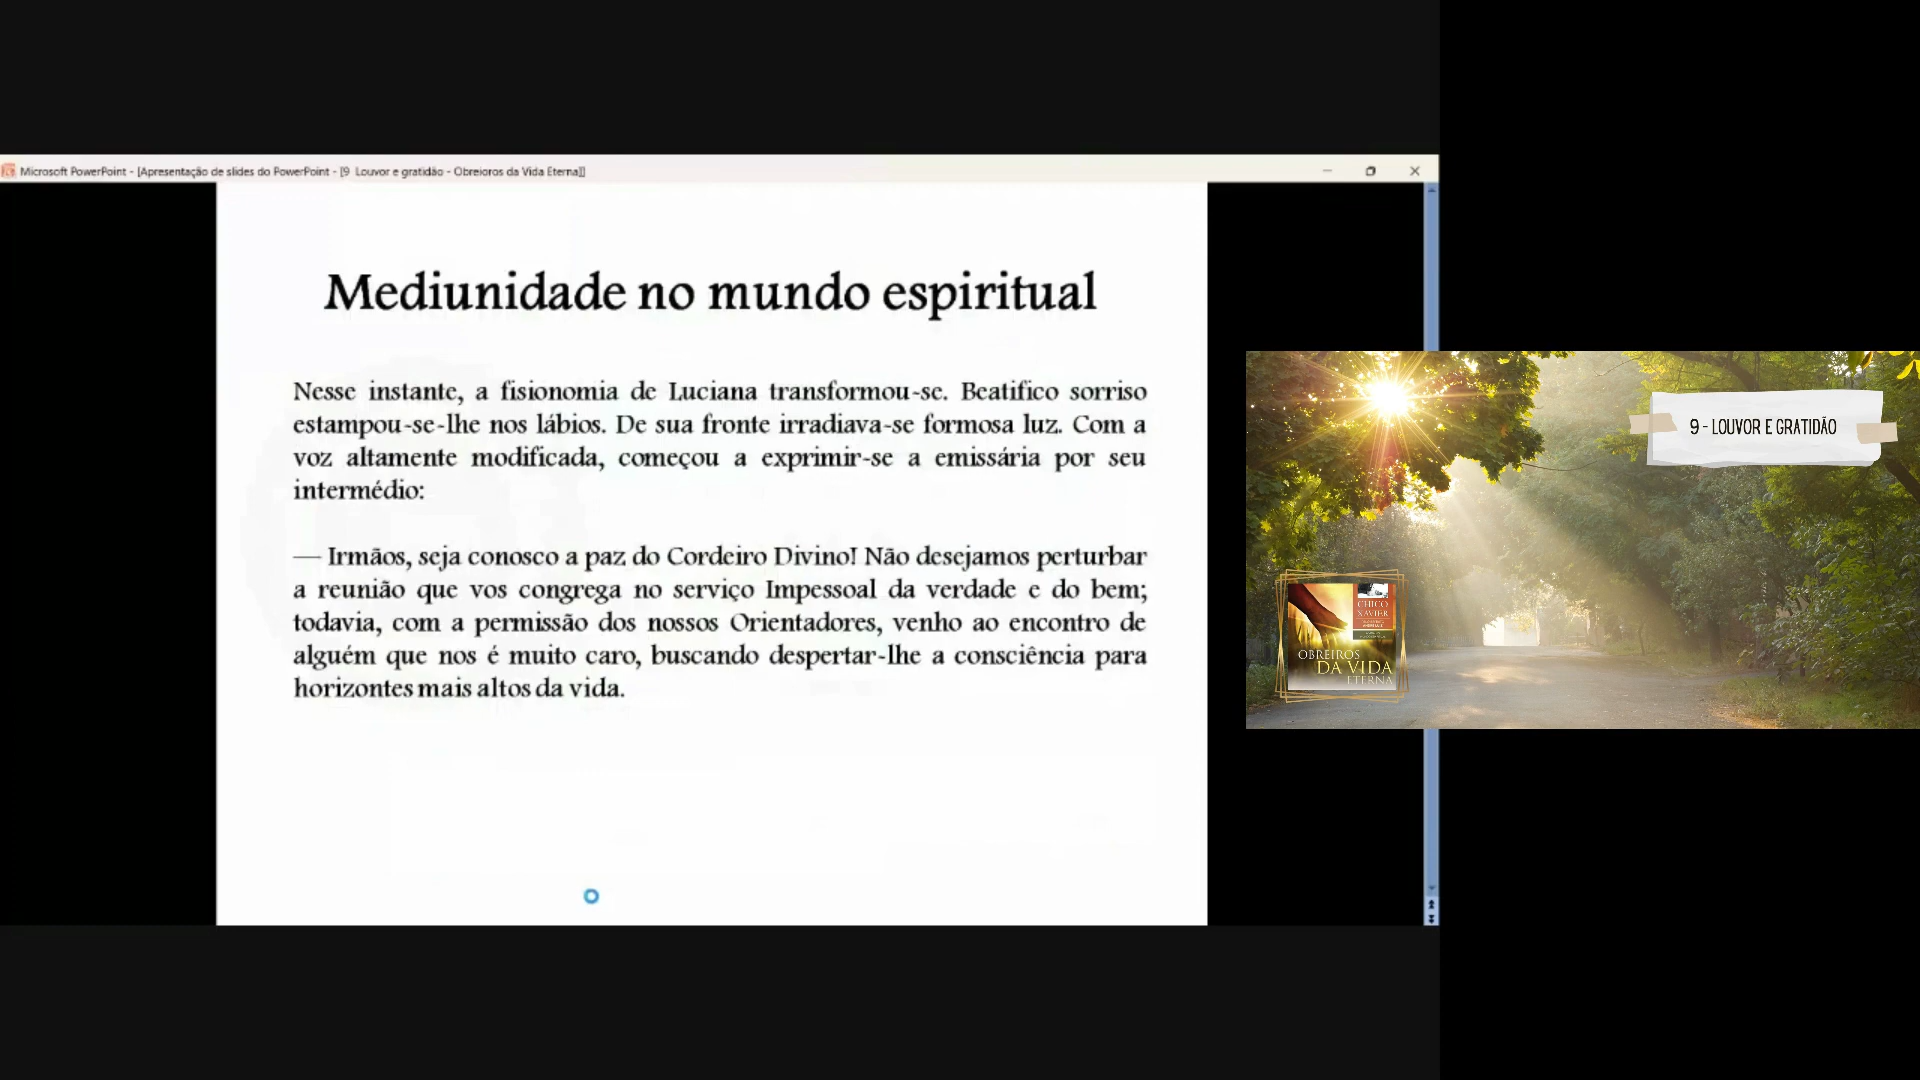 Microsoft PowerPoint - [Apresentação de slides do PowerPoint - [9 Louvor e gratidão - Obreioros da Vida Eterna]]
Mediunidade no mundo espiritual
Nesse instante, a fisionomia de Luciana transformou-se. Beatifico sorriso
estampou-se-lhe nos lábios. De sua fronte irradiava-se formosa luz. Com a
voz altamente modificada, começou a exprimir-se a emissária por seu
intermédio:
— Irmãos, seja conosco a paz do Cordeiro Divino! Não desejamos perturbar
a reunião que vos congrega no serviço Impessoal da verdade e do bem;
todavia, com a permissão dos nossos Orientadores, venho ao encontro de
alguém que nos é muito caro, buscando despertar-lhe a consciência para
horizontes mais altos da vida.
9 - LOUVOR E GRATIDÃO
CHICO
XAVIER
OBREIROS
DA VIDA
ETERNA